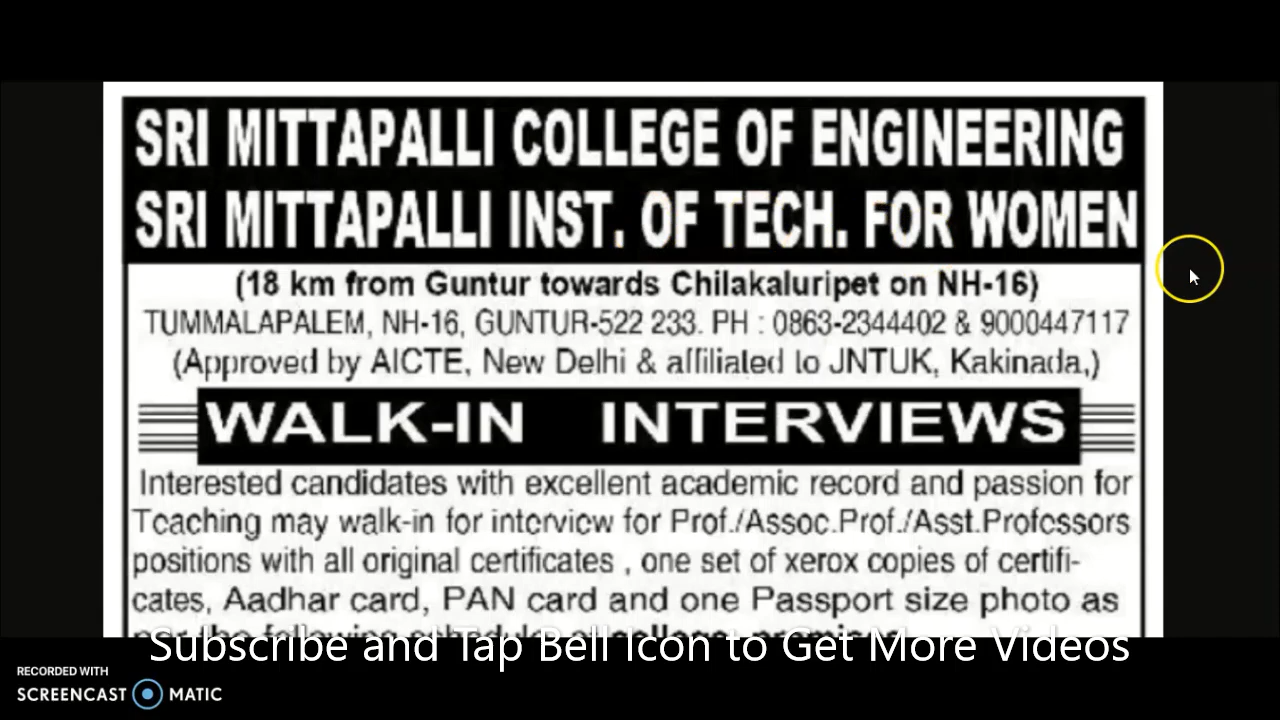 SRI MITTAPALLI COLLEGE OF ENGINEERING
SRI MITTAPALLI INST. OF TECH. FOR WOMEN
(18 km from Guntur towards Chilakaluripet on NH-16)
TUMMALAPALEM, NH-16, GUNTUR-522 233. PH : 0863-2344402 & 9000447117
(Approved by AICTE, New Delhi & affiliated to JNTUK, Kakinada,)
WALK-IN INTERVIEWS
Interested candidates with excellent academic record and passion for
Teaching may walk-in for interview for Prof./Assoc.Prof./Asst.Professors
positions with all original certificates , one set of xerox copies of certifi-
cates, Aadhar card, PAN card and one Passport size photo as
Subscribe and Tap Bell Icon to Get More Videos
RECORDED WITH
SCREENCAST MATIC